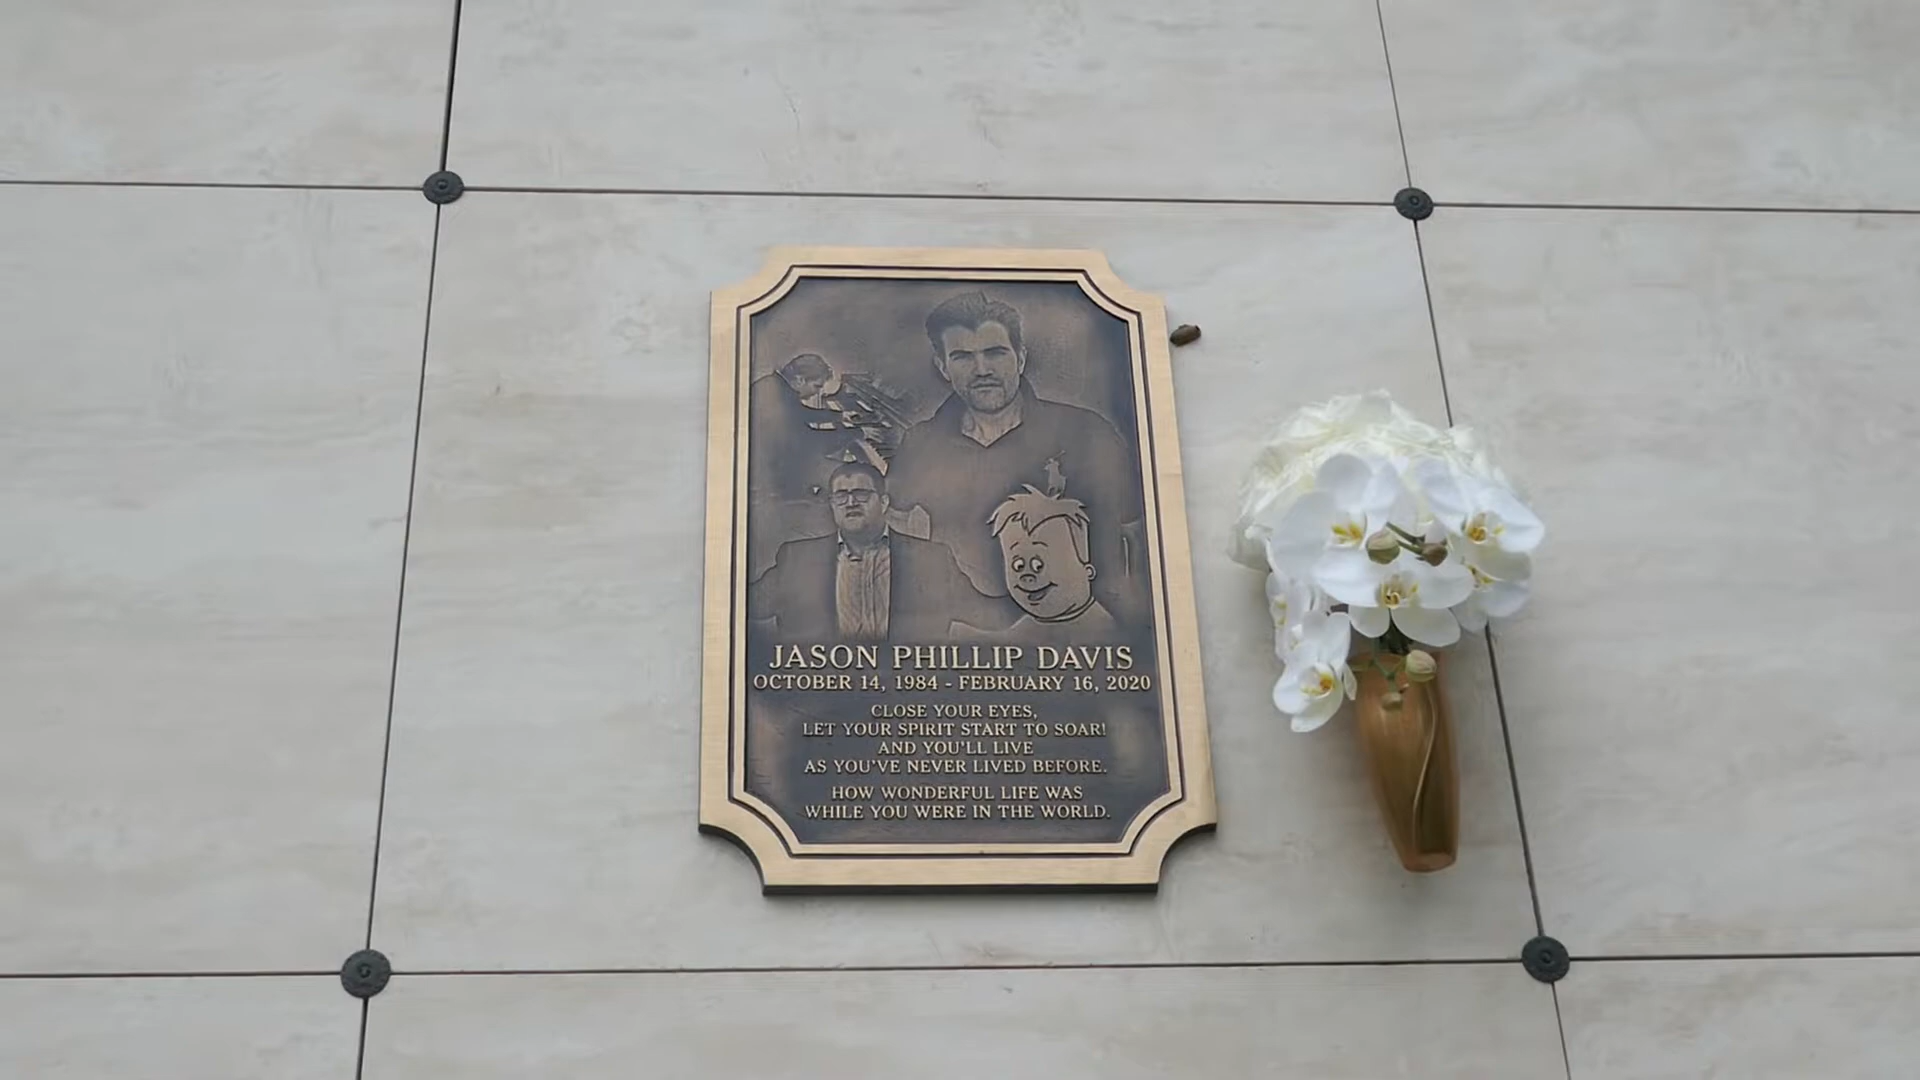 JASON PHILLIP DAVIS
OCTOBER 14, 1984 - FEBRUARY 16, 2020
CLOSE YOUR EYES,
LET YOUR SPIRIT START TO SOAR!
AND YOU'LL LIVE
AS YOU'VE NEVER LIVED BEFORE.
HOW WONDERFUL LIFE WAS
WHILE YOU WERE IN THE WORLD.